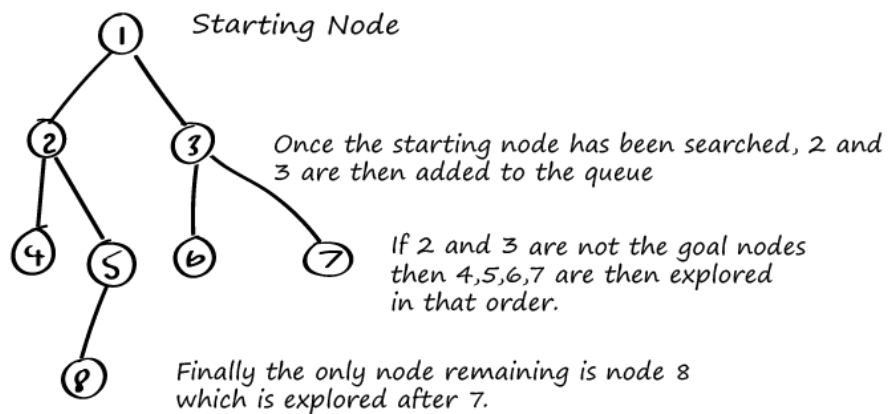 1 Starting Node
2 3
Once the starting node has been searched, 2 and
3 are then added to the queue
4 5 6 7
If 2 and 3 are not the goal nodes
then 4,5,6,7 are then explored
in that order.
8
Finally the only node remaining is node 8
which is explored after 7.